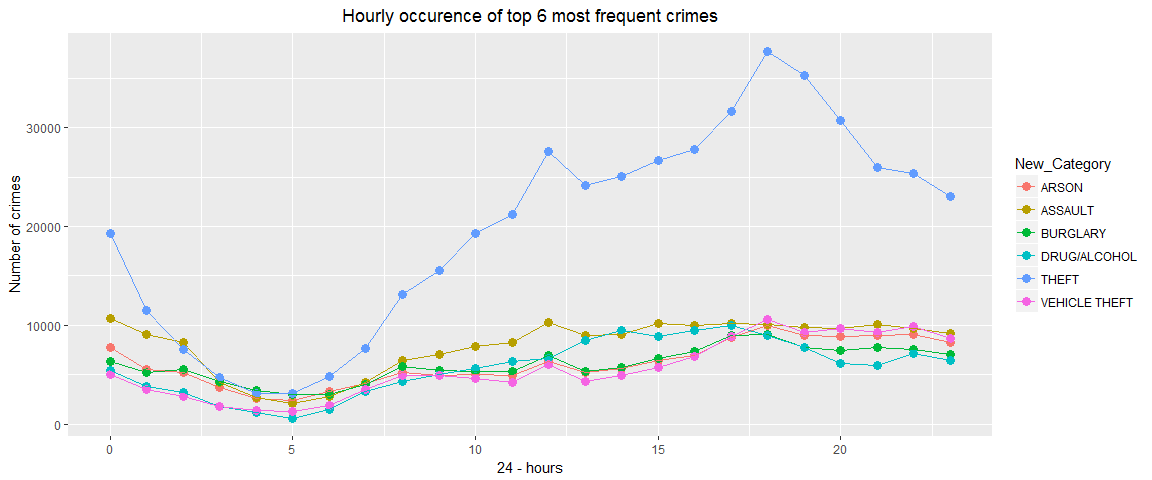 Hourly occurence of top 6 most frequent crimes
Number of crimes
30000
20000
10000
0
0
5
10
15
20
24 - hours
New_Category
ARSON
ASSAULT
BURGLARY
DRUG/ALCOHOL
THEFT
VEHICLE THEFT